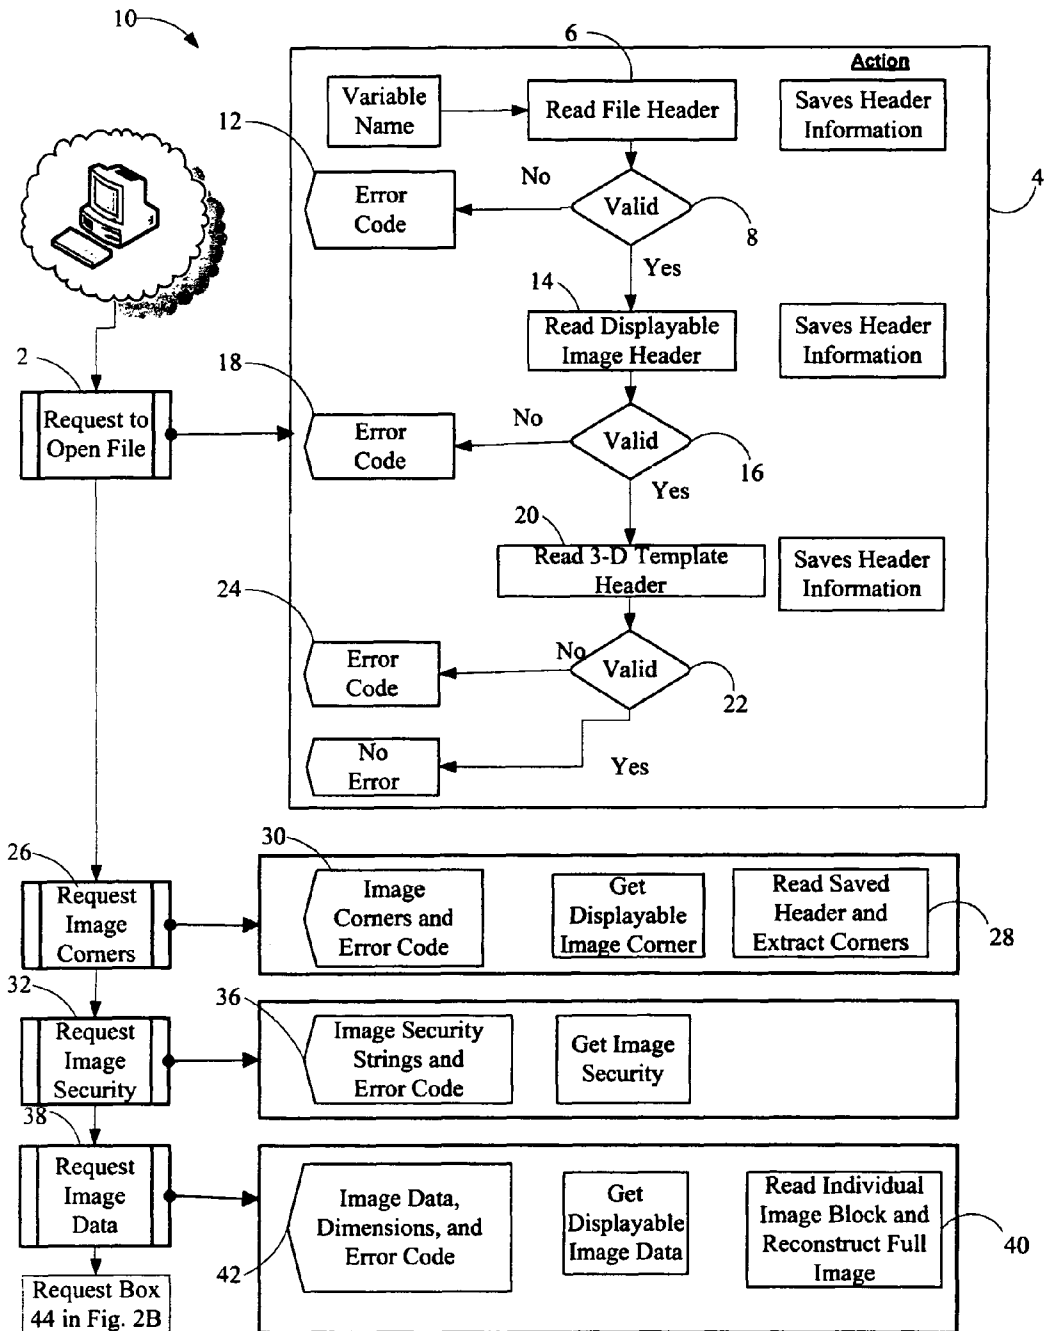 10
6
Action
Variable
Name
Read File Header
Saves Header
Information
12
No
Error
Code
Valid
8
4
Yes
14
Read Displayable
Image Header
Saves Header
Information
2
18
Request to
Open File
No
Error
Code
Valid
16
Yes
20
Read 3-D Template
Header
Saves Header
Information
24
No
Error
Code
Valid
22
No
Error
Yes
26
30
Request
Image
Corners
Image
Corners and
Error Code
Get
Displayable
Image Corner
Read Saved
Header and
Extract Corners
28
32
36
Request
Image
Security
Image Security
Strings and
Error Code
Get Image
Security
38
Request
Image
Data
Image Data,
Dimensions, and
Error Code
42
Get
Displayable
Image Data
Read Individual
Image Block and
Reconstruct Full
Image
40
Request Box
44 in Fig. 2B